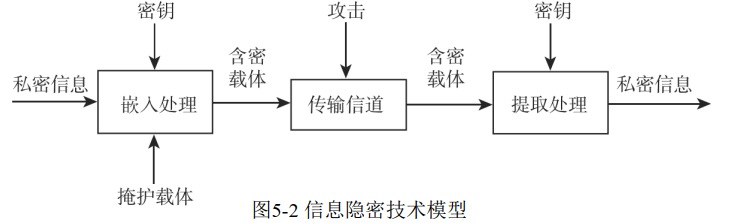 密钥
攻击
密钥
私密信息
嵌入处理
含密
载体
传输信道
含密
载体
提取处理
私密信息
掩护载体
图5-2 信息隐密技术模型